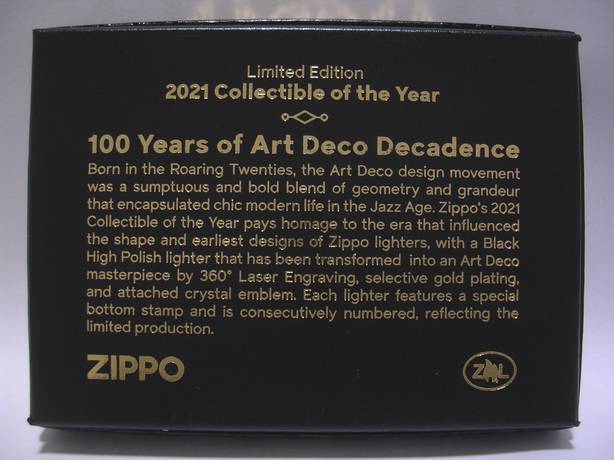 Limited Edition
2021 Collectible of the Year
100 Years of Art Deco Decadence
Born in the Roaring Twenties, the Art Deco design movement
was a sumptuous and bold blend of geometry and grandeur
that encapsulated chic modern life in the Jazz Age. Zippo's 2021
Collectible of the Year pays homage to the era that influenced
the shape and earliest designs of Zippo lighters, with a Black
High Polish lighter that has been transformed into an Art Deco
masterpiece by 360° Laser Engraving, selective gold plating,
and attached crystal emblem. Each lighter features a special
bottom stamp and is consecutively numbered, reflecting the
limited production.
ZIPPO